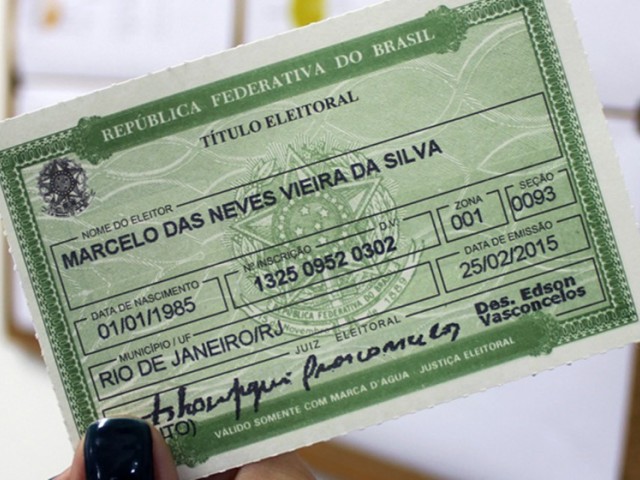 REPÚBLICA FEDERATIVA DO BRASIL
TÍTULO ELEITORAL
NOME DO ELEITOR
MARCELO DAS NEVES VIEIRA DA SILVA
DATA DE NASCIMENTO Nº INSCRIÇÃO D.V. ZONA SEÇÃO
01/01/1985 1325 0952 0302 001 0093
MUNICÍPIO / UF DATA DE EMISSÃO
RIO DE JANEIRO/RJ 25/02/2015
JUIZ ELEITORAL
Des. Edson
Vasconcelos
VÁLIDO SOMENTE COM MARCA D'ÁGUA - JUSTIÇA ELEITORAL